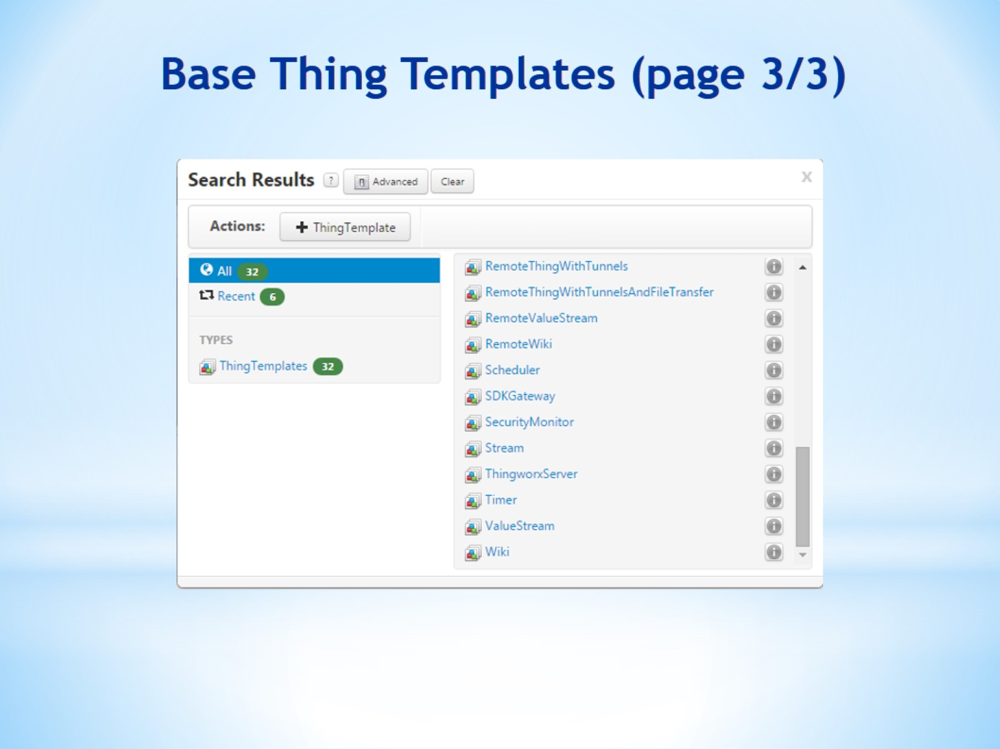 Base Thing Templates (page 3/3)
Search Results ? Advanced Clear X
Actions: + ThingTemplate
All 32
Recent 6
TYPES
ThingTemplates 32
RemoteThingWithTunnels
RemoteThingWithTunnelsAndFileTransfer
RemoteValueStream
RemoteWiki
Scheduler
SDKGateway
SecurityMonitor
Stream
ThingworxServer
Timer
ValueStream
Wiki